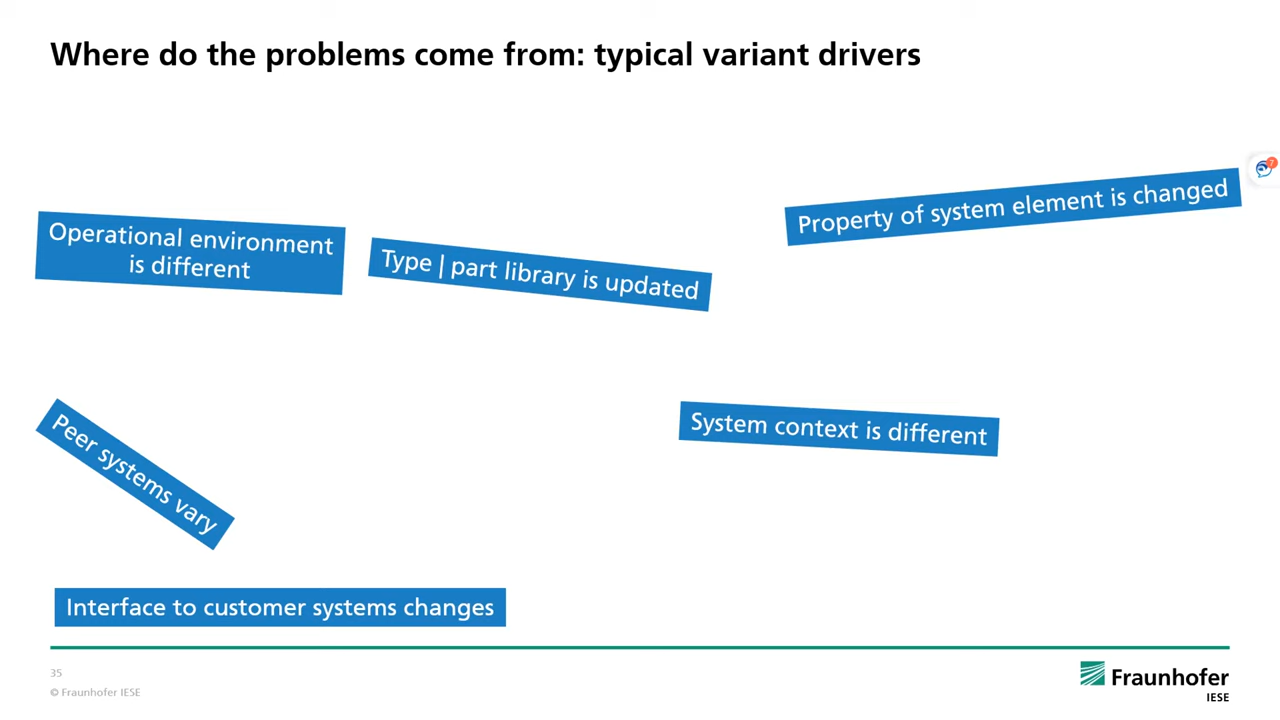 Where do the problems come from: typical variant drivers
7
Property of system element is changed
Operational environment
is different
Type | part library is updated
System context is different
Peer systems vary
Interface to customer systems changes
35
© Fraunhofer IESE
Fraunhofer
IESE